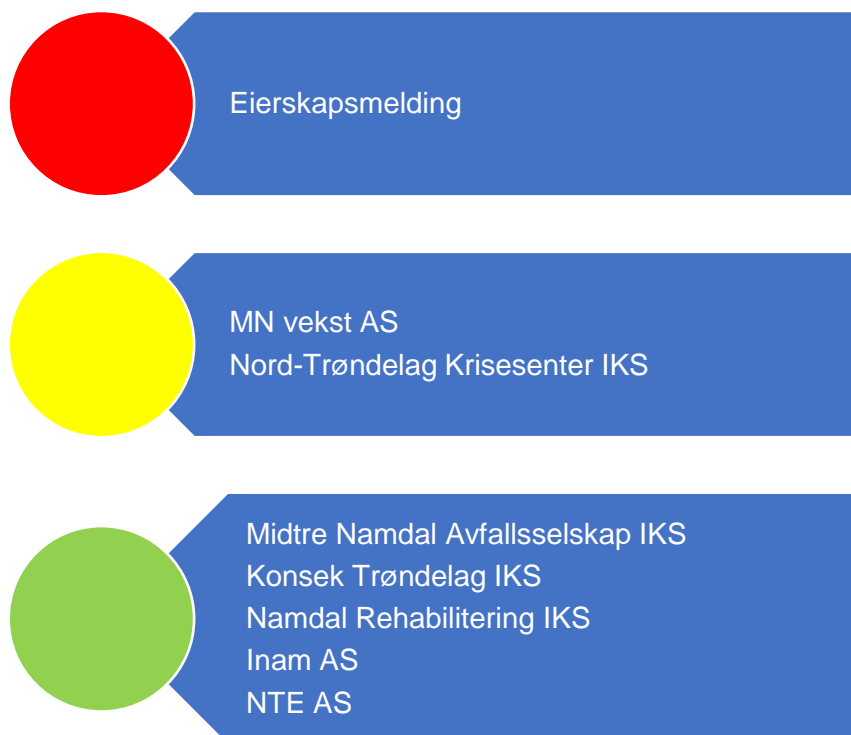 Eierskapsmelding
MN vekst AS
Nord-Trøndelag Krisesenter IKS
Midtre Namdal Avfallsselskap IKS
Konsek Trøndelag IKS
Namdal Rehabilitering IKS
Inam AS
NTE AS